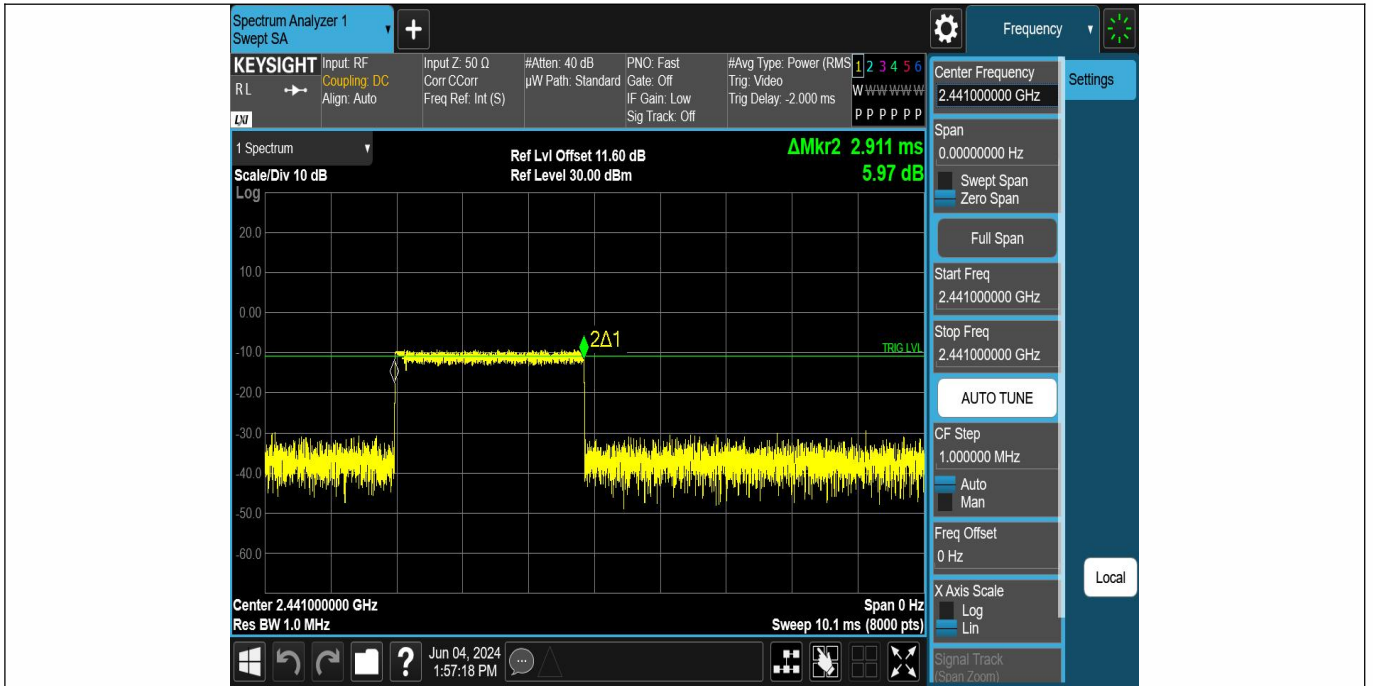 Spectrum Analyzer 1
Swept SA
+
Frequency
KEYSIGHT
RL
LXI
Input: RF
Coupling: DC
Align: Auto
Input Z: 50 Ω
Corr CCorr
Freq Ref: Int (S)
#Atten: 40 dB
µW Path: Standard
PNO: Fast
Gate: Off
IF Gain: Low
Sig Track: Off
#Avg Type: Power (RMS
Trig: Video
Trig Delay: -2.000 ms
1 2 3 4 5 6
W W W W W W
P P P P P P
1 Spectrum
Scale/Div 10 dB
Log
Ref Lvl Offset 11.60 dB
Ref Level 30.00 dBm
ΔMkr2 2.911 ms
5.97 dB
20.0
10.0
0.00
-10.0
-20.0
-30.0
-40.0
-50.0
-60.0
2Δ1
TRIG LVL
Center 2.441000000 GHz
Res BW 1.0 MHz
Span 0 Hz
Sweep 10.1 ms (8000 pts)
Jun 04, 2024
1:57:18 PM
?
Center Frequency
2.441000000 GHz
Settings
Span
0.00000000 Hz
Swept Span
Zero Span
Full Span
Start Freq
2.441000000 GHz
Stop Freq
2.441000000 GHz
AUTO TUNE
CF Step
1.000000 MHz
Auto
Man
Freq Offset
0 Hz
X Axis Scale
Log
Lin
Local
Signal Track
(Span Zoom)